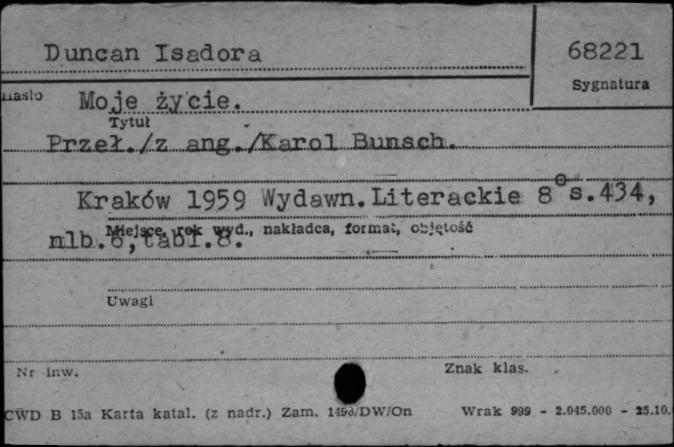 Duncan Isadora
68221
Sygnatura
Hasło
Moje życie.
Tytuł
Przeł./z ang./Karol Bunsch.
Kraków 1959 Wydawn.Literackie 8° s.434,
Miejsce, rok wyd., nakładca, format, objętość
nlb.6,tabl.8.
Uwagi
Nr inw.
Znak klas.
CWD B 15a Karta katal. (z nadr.) Zam. /DW/On
Wrak 999 - 2.045.000 - 25.10.